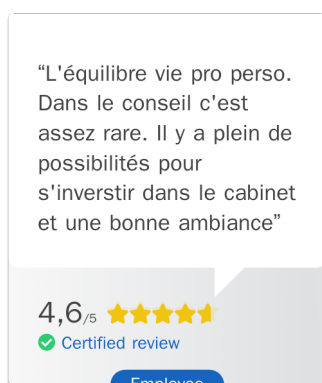 “L'équilibre vie pro perso.
Dans le conseil c'est
assez rare. Il y a plein de
possibilités pour
s'inverstir dans le cabinet
et une bonne ambiance”
4,6/5
Certified review
Employee